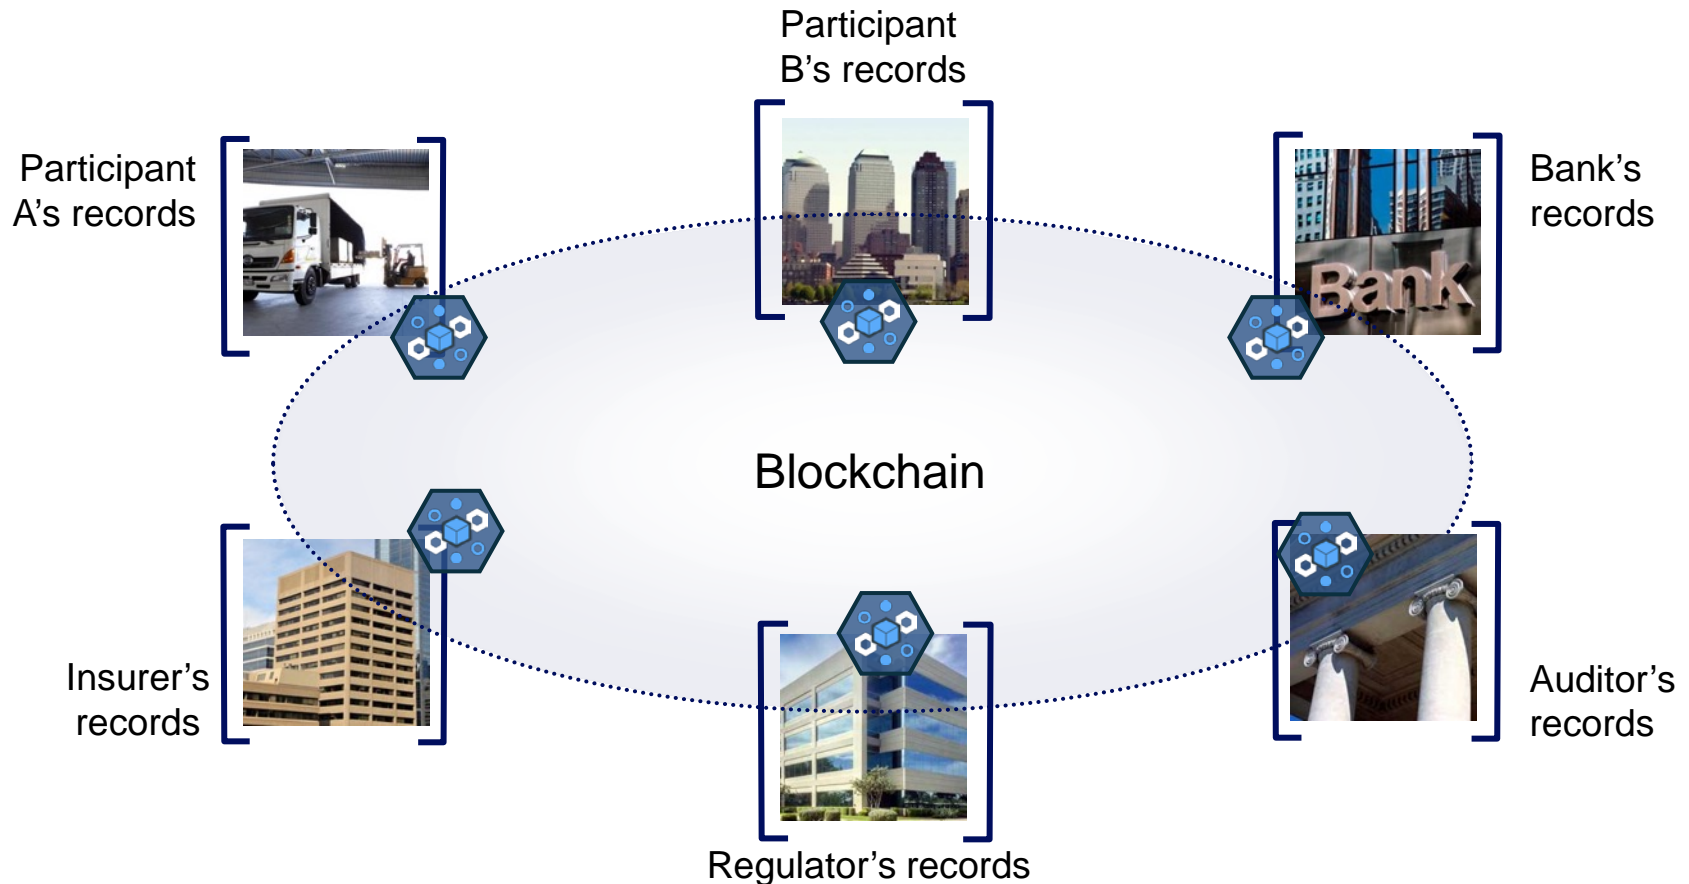 Participant
B’s records
Participant
A’s records
Bank’s
records
Bank
Blockchain
Insurer’s
records
Auditor’s
records
Regulator’s records